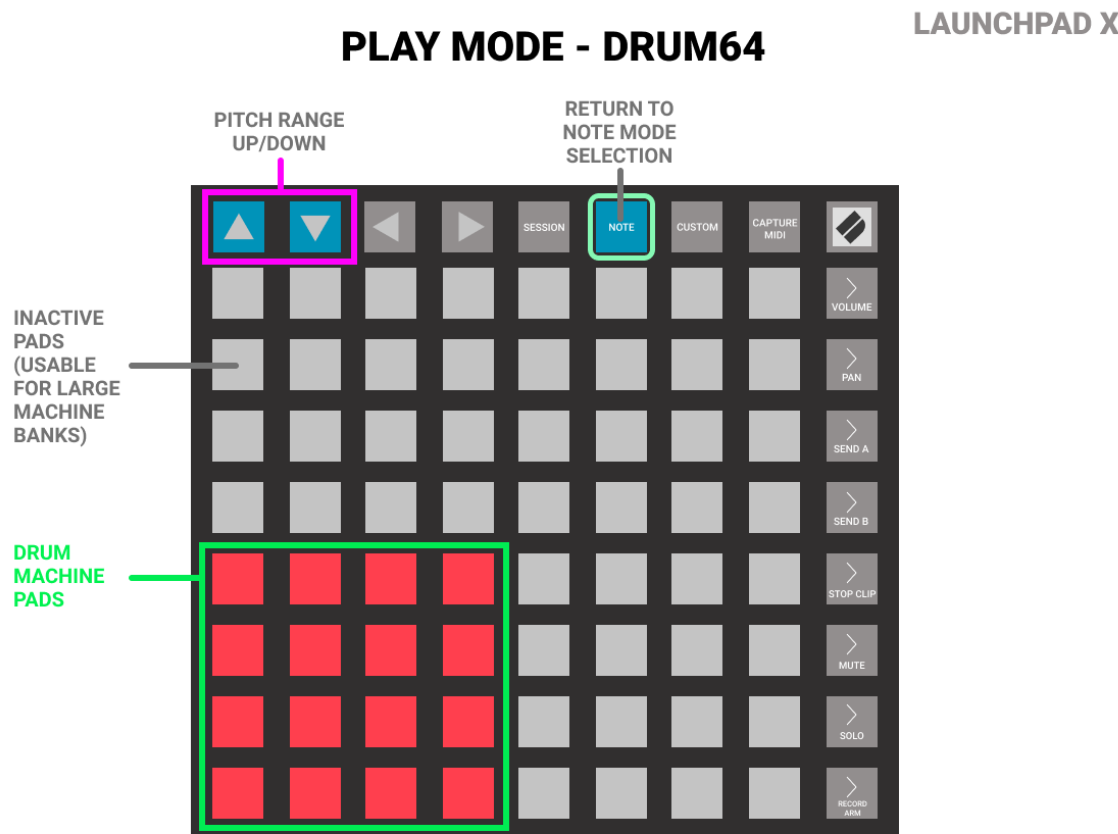 LAUNCHPAD X
PLAY MODE - DRUM64
PITCH RANGE
UP/DOWN
RETURN TO
NOTE MODE
SELECTION
SESSION
NOTE
CUSTOM
CAPTURE
MIDI
VOLUME
INACTIVE
PADS
(USABLE
FOR LARGE
MACHINE
BANKS)
PAN
SEND A
SEND B
DRUM
MACHINE
PADS
STOP CLIP
MUTE
SOLO
RECORD
ARM